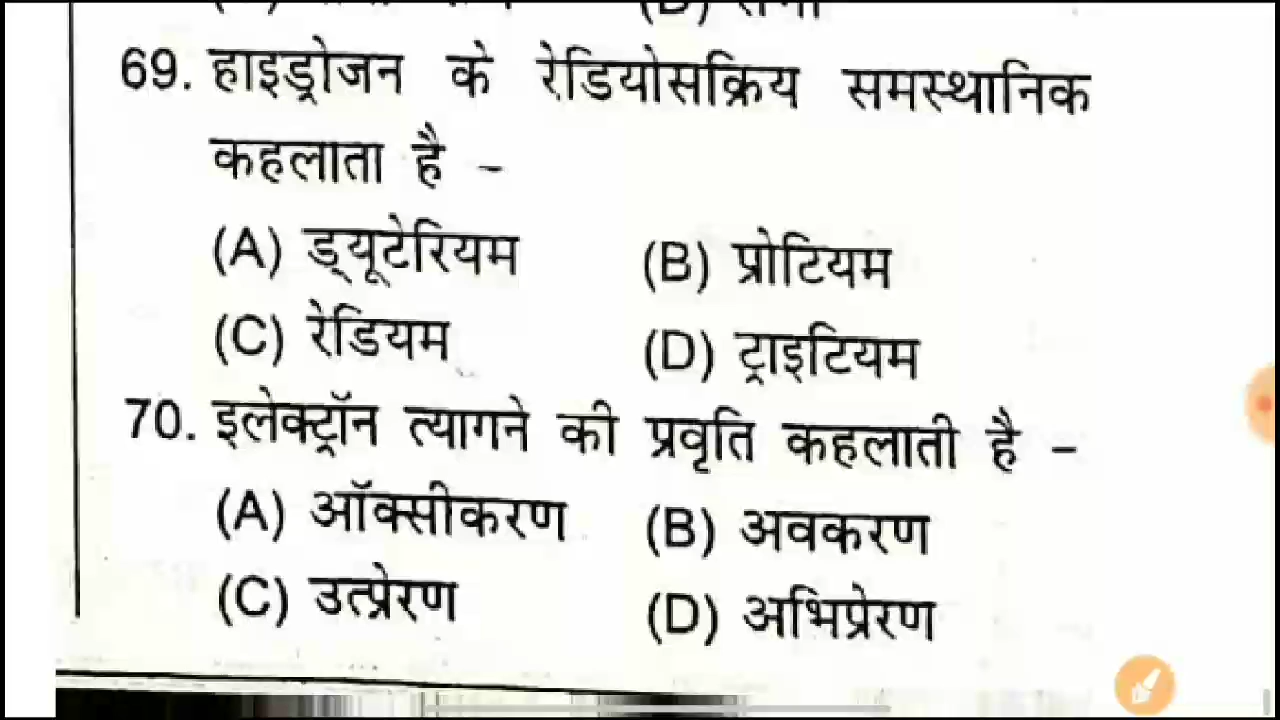 69. हाइड्रोजन के रेडियोसक्रिय समस्थानिक
कहलाता है -
(A) ड्यूटेरियम (B) प्रोटियम
(C) रेडियम (D) ट्राइटियम
70. इलेक्ट्रॉन त्यागने की प्रवृति कहलाती है -
(A) ऑक्सीकरण (B) अवकरण
(C) उत्प्रेरण (D) अभिप्रेरण